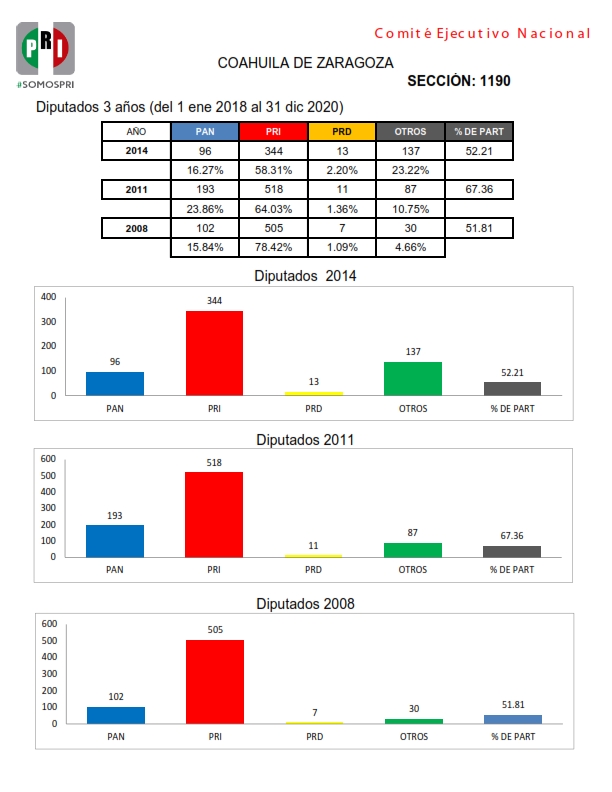 PRI
#SOMOSPRI
Comité Ejecutivo Nacional
COAHUILA DE ZARAGOZA
SECCIÓN: 1190
Diputados 3 años (del 1 ene 2018 al 31 dic 2020)
AÑO PAN PRI PRD OTROS % DE PART
2014 96 344 13 137 52.21
16.27% 58.31% 2.20% 23.22%
2011 193 518 11 87 67.36
23.86% 64.03% 1.36% 10.75%
2008 102 505 7 30 51.81
15.84% 78.42% 1.09% 4.66%
Diputados 2014
400
300
200
100
0
96 344 13 137 52.21
PAN PRI PRD OTROS % DE PART
Diputados 2011
600
500
400
300
200
100
0
193 518 11 87 67.36
PAN PRI PRD OTROS % DE PART
Diputados 2008
600
500
400
300
200
100
0
102 505 7 30 51.81
PAN PRI PRD OTROS % DE PART